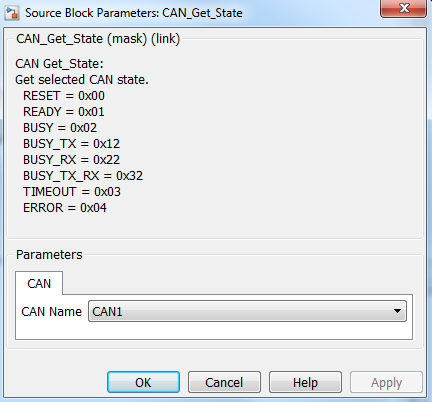 Source Block Parameters: CAN_Get_State
CAN_Get_State (mask) (link)
CAN Get_State:
Get selected CAN state.
RESET = 0x00
READY = 0x01
BUSY = 0x02
BUSY_TX = 0x12
BUSY_RX = 0x22
BUSY_TX_RX = 0x32
TIMEOUT = 0x03
ERROR = 0x04
Parameters
CAN
CAN Name CAN1
OK Cancel Help Apply